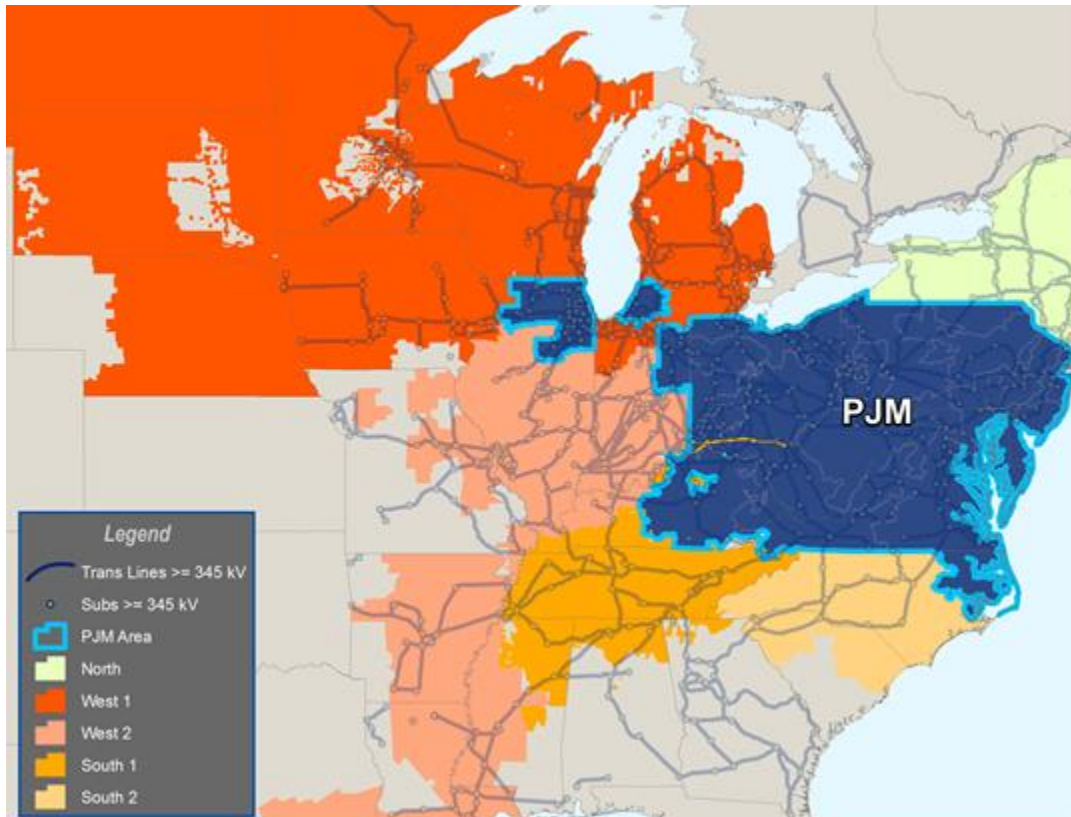 PJM
Legend
Trans Lines >= 345 kV
Subs >= 345 kV
PJM Area
North
West 1
West 2
South 1
South 2